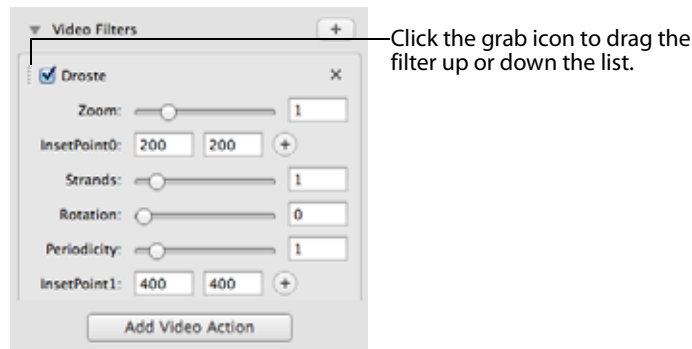 Video Filters +
Click the grab icon to drag the
filter up or down the list.
Droste ×
Zoom: 1
InsetPoint0: 200 200 +
Strands: 1
Rotation: 0
Periodicity: 1
InsetPoint1: 400 400 +
Add Video Action